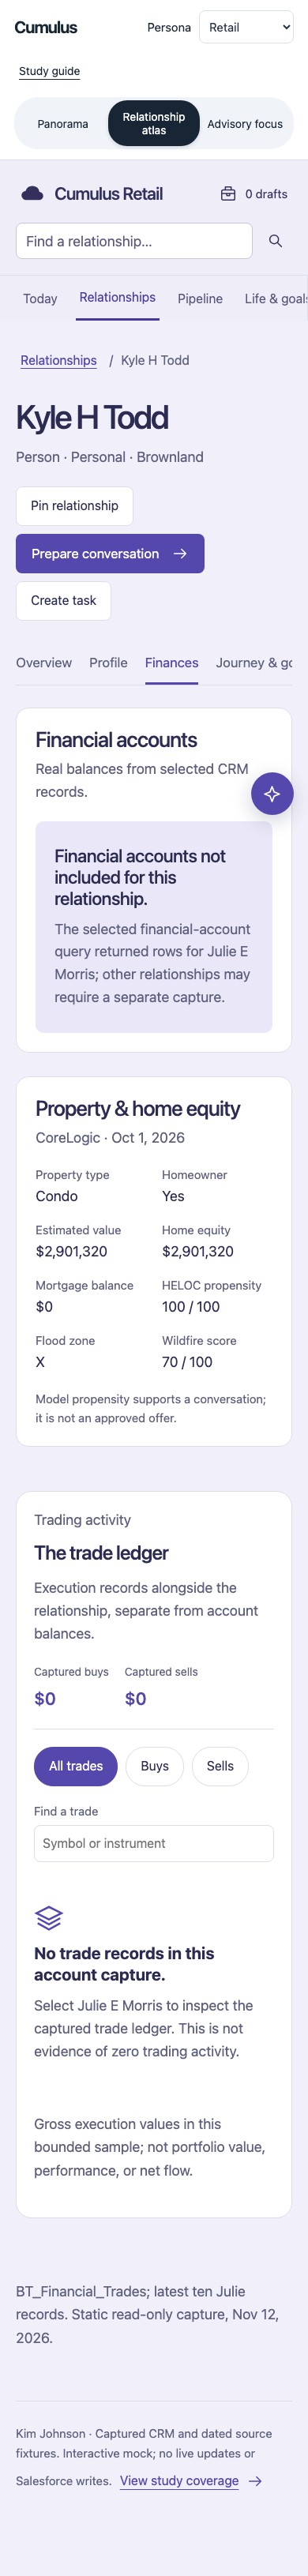 Cumulus
Persona
Retail
Study guide
Panorama
Relationship
atlas
Advisory focus
Cumulus Retail
0 drafts
Find a relationship...
Today
Relationships
Pipeline
Life & goals
Relationships / Kyle H Todd
Kyle H Todd
Person · Personal · Brownland
Pin relationship
Prepare conversation
Create task
Overview
Profile
Finances
Journey & go
Financial accounts
Real balances from selected CRM
records.
Financial accounts not
included for this
relationship.
The selected financial-account
query returned rows for Julie E
Morris; other relationships may
require a separate capture.
Property & home equity
CoreLogic · Oct 1, 2026
Property type
Homeowner
Condo
Yes
Estimated value
Home equity
$2,901,320
$2,901,320
Mortgage balance
HELOC propensity
$0
100 / 100
Flood zone
Wildfire score
X
70 / 100
Model propensity supports a conversation;
it is not an approved offer.
Trading activity
The trade ledger
Execution records alongside the
relationship, separate from account
balances.
Captured buys
Captured sells
$0
$0
All trades
Buys
Sells
Find a trade
Symbol or instrument
No trade records in this
account capture.
Select Julie E Morris to inspect the
captured trade ledger. This is not
evidence of zero trading activity.
Gross execution values in this
bounded sample; not portfolio value,
performance, or net flow.
BT_Financial_Trades; latest ten Julie
records. Static read-only capture, Nov 12,
2026.
Kim Johnson · Captured CRM and dated source
fixtures. Interactive mock; no live updates or
Salesforce writes. View study coverage